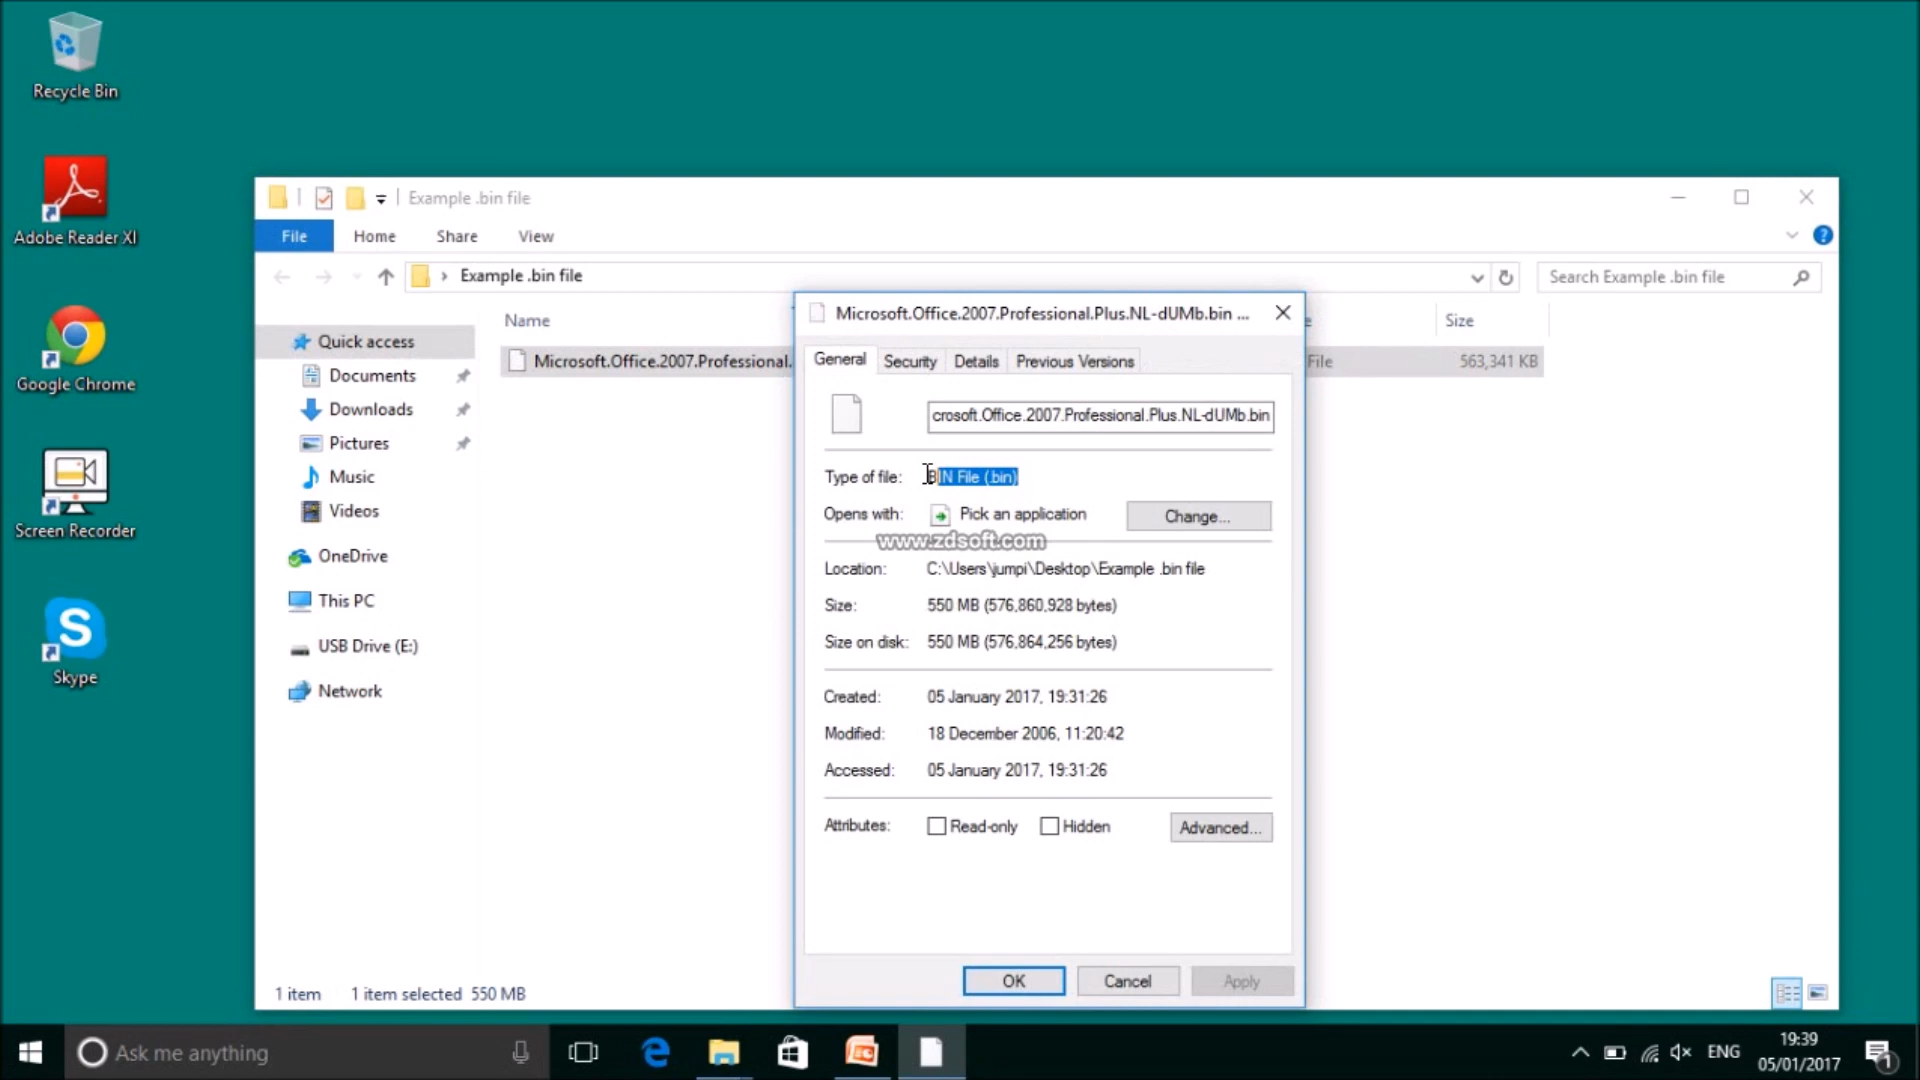 Recycle Bin
Adobe Reader XI
Google Chrome
Screen Recorder
Skype
Example .bin file
File Home Share View
Example .bin file
Search Example .bin file
Name
Size
Microsoft.Office.2007.Professional.
File
563,341 KB
Quick access
Documents
Downloads
Pictures
Music
Videos
OneDrive
This PC
USB Drive (E:)
Network
1 item 1 item selected 550 MB
Microsoft.Office.2007.Professional.Plus.NL-dUMb.bin ...
General Security Details Previous Versions
crosoft.Office.2007.Professional.Plus.NL-dUMb.bin
Type of file: BIN File (.bin)
Opens with: Pick an application Change...
www.zdsoft.com
Location: C:\Users\jumpi\Desktop\Example .bin file
Size: 550 MB (576,860,928 bytes)
Size on disk: 550 MB (576,864,256 bytes)
Created: 05 January 2017, 19:31:26
Modified: 18 December 2006, 11:20:42
Accessed: 05 January 2017, 19:31:26
Attributes: Read-only Hidden Advanced...
OK Cancel Apply
Ask me anything
ENG
19:39
05/01/2017
1